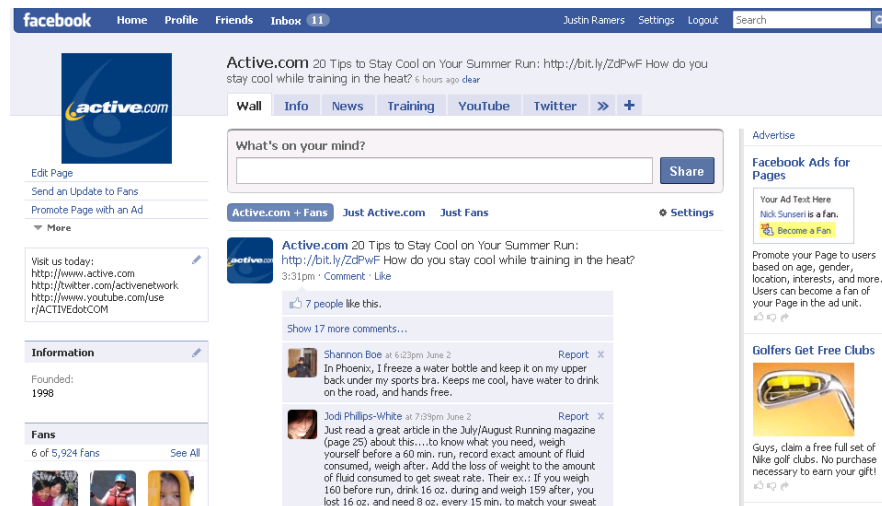 facebook Home Profile Friends Inbox 11 Justin Ramers Settings Logout Search
Active.com 20 Tips to Stay Cool on Your Summer Run: http://bit.ly/ZdPwF How do you
stay cool while training in the heat? 6 hours ago clear
.active.com
Wall Info News Training YouTube Twitter » +
What's on your mind?
Share
Edit Page
Send an Update to Fans
Promote Page with an Ad
More
Visit us today:
http://www.active.com
http://twitter.com/activenetwork
http://www.youtube.com/use
r/ACTIVEdotCOM
Information
Founded:
1998
Fans
6 of 5,924 fans See All
Active.com + Fans Just Active.com Just Fans Settings
.active.com
Active.com 20 Tips to Stay Cool on Your Summer Run:
http://bit.ly/ZdPwF How do you stay cool while training in the heat?
3:31pm · Comment · Like
7 people like this.
Show 17 more comments...
Shannon Boe at 6:23pm June 2 Report x
In Phoenix, I freeze a water bottle and keep it on my upper
back under my sports bra. Keeps me cool, have water to drink
on the road, and hands free.
Jodi Phillips-White at 7:39pm June 2 Report x
Just read a great article in the July/August Running magazine
(page 25) about this....to know what you need, weigh
yourself before a 60 min. run, record exact amount of fluid
consumed, weigh after. Add the loss of weight to the amount
of fluid consumed to get sweat rate. Their ex.: If you weigh
160 before run, drink 16 oz. during and weigh 159 after, you
lost 16 oz. and need 8 oz. every 15 min. to match your sweat
Advertise
Facebook Ads for
Pages
Your Ad Text Here
Nick Sunseri is a fan.
Become a Fan
Promote your Page to users
based on age, gender,
location, interests, and more.
Users can become a fan of
your Page in the ad unit.
Golfers Get Free Clubs
Guys, claim a free full set of
Nike golf clubs. No purchase
necessary to earn your gift!